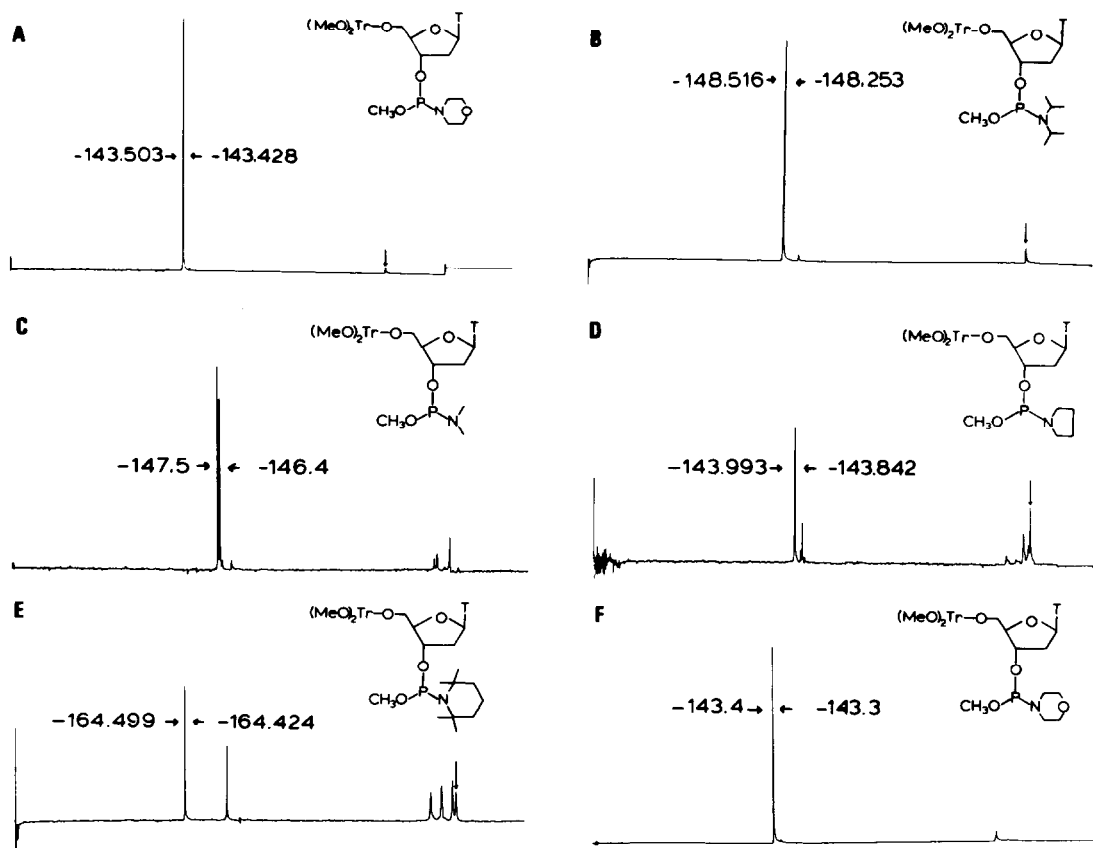 A
(MeO)₂Tr-O
O
T
O
P
CH₃O
N
O
-143.503→ ← -143.428
B
(MeO)₂Tr-O
O
T
O
P
CH₃O
N
-148.516→ ← -148.253
C
(MeO)₂Tr-O
O
T
O
P
CH₃O
N
-147.5 → ← -146.4
D
(MeO)₂Tr-O
O
T
O
P
CH₃O
N
-143.993→ ← -143.842
E
(MeO)₂Tr-O
O
T
O
P
CH₃O
N
-164.499 → ← -164.424
F
(MeO)₂Tr-O
O
T
O
P
CH₃O
N
O
-143.4→ ← -143.3